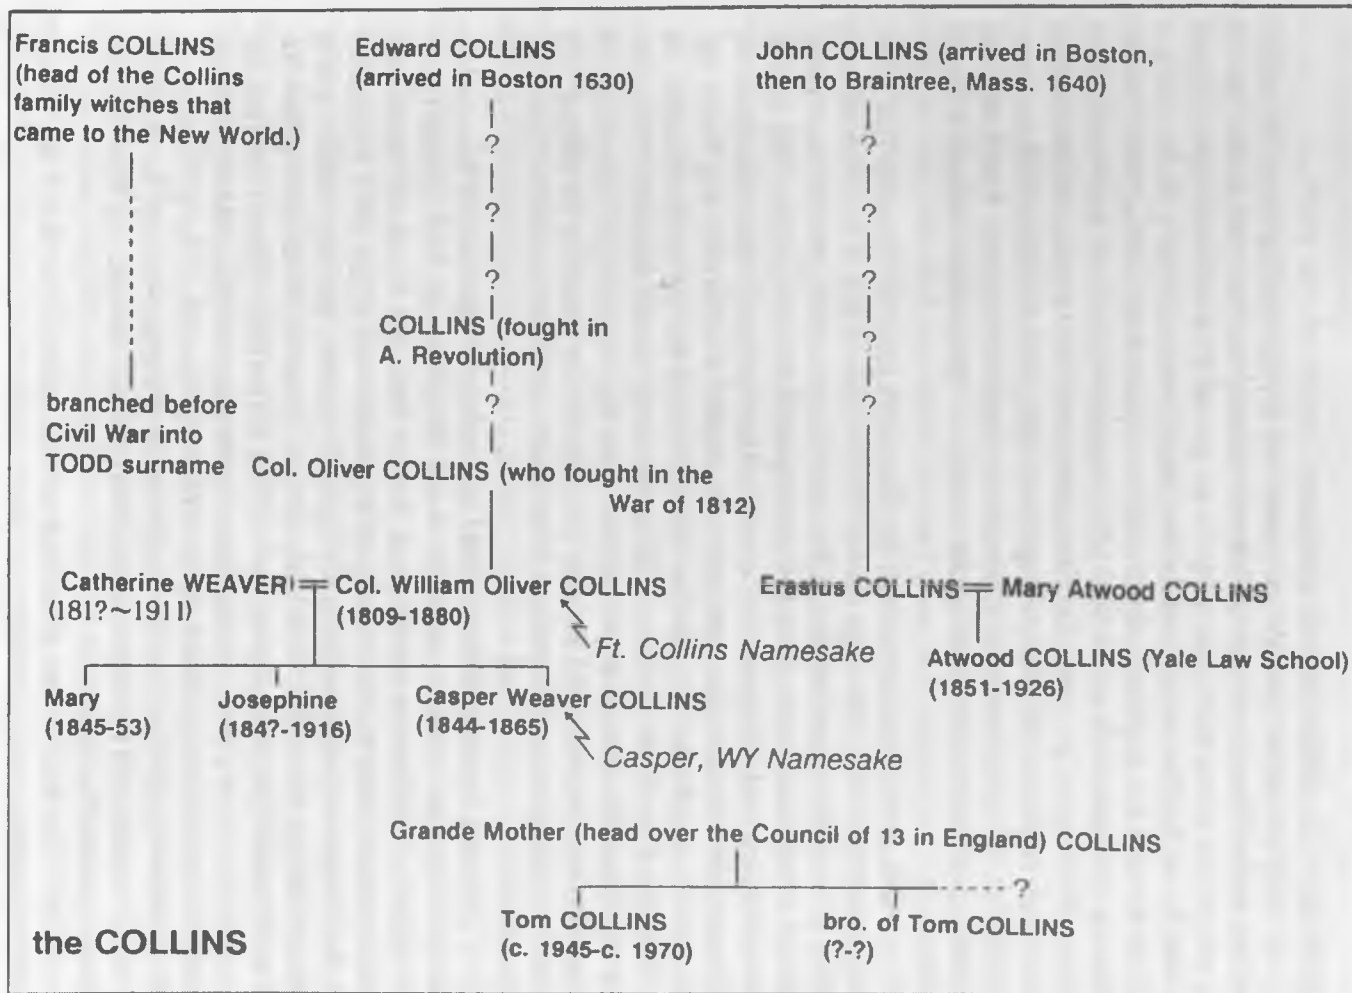 Francis COLLINS
(head of the Collins
family witches that
came to the New World.)
branched before
Civil War into
TODD surname
Edward COLLINS
(arrived in Boston 1630)
?
?
?
COLLINS (fought in
A. Revolution)
?
Col. Oliver COLLINS (who fought in the
War of 1812)
John COLLINS (arrived in Boston,
then to Braintree, Mass. 1640)
?
?
?
?
?
Catherine WEAVER
(181?~1911)
Col. William Oliver COLLINS
(1809-1880)
Ft. Collins Namesake
Erastus COLLINS
Mary Atwood COLLINS
Atwood COLLINS (Yale Law School)
(1851-1926)
Mary
(1845-53)
Josephine
(184?-1916)
Casper Weaver COLLINS
(1844-1865)
Casper, WY Namesake
Grande Mother (head over the Council of 13 in England) COLLINS
?
Tom COLLINS
(c. 1945-c. 1970)
bro. of Tom COLLINS
(?-?)
the COLLINS